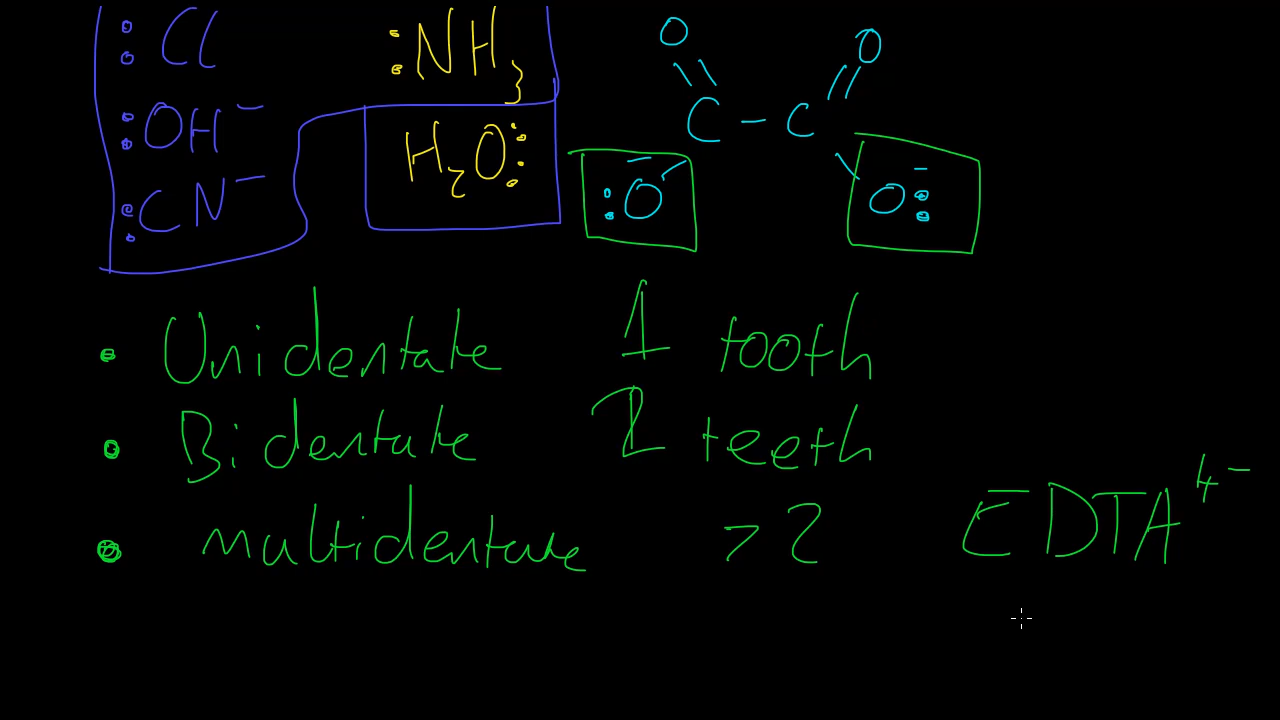 :Cl :NH3
:OH⁻ H2O:
:CN⁻
O O
C - C
:O⁻ O⁻:
• Unidentate 1 tooth
• Bidentate 2 teeth
• multidentate >2 EDTA⁴⁻